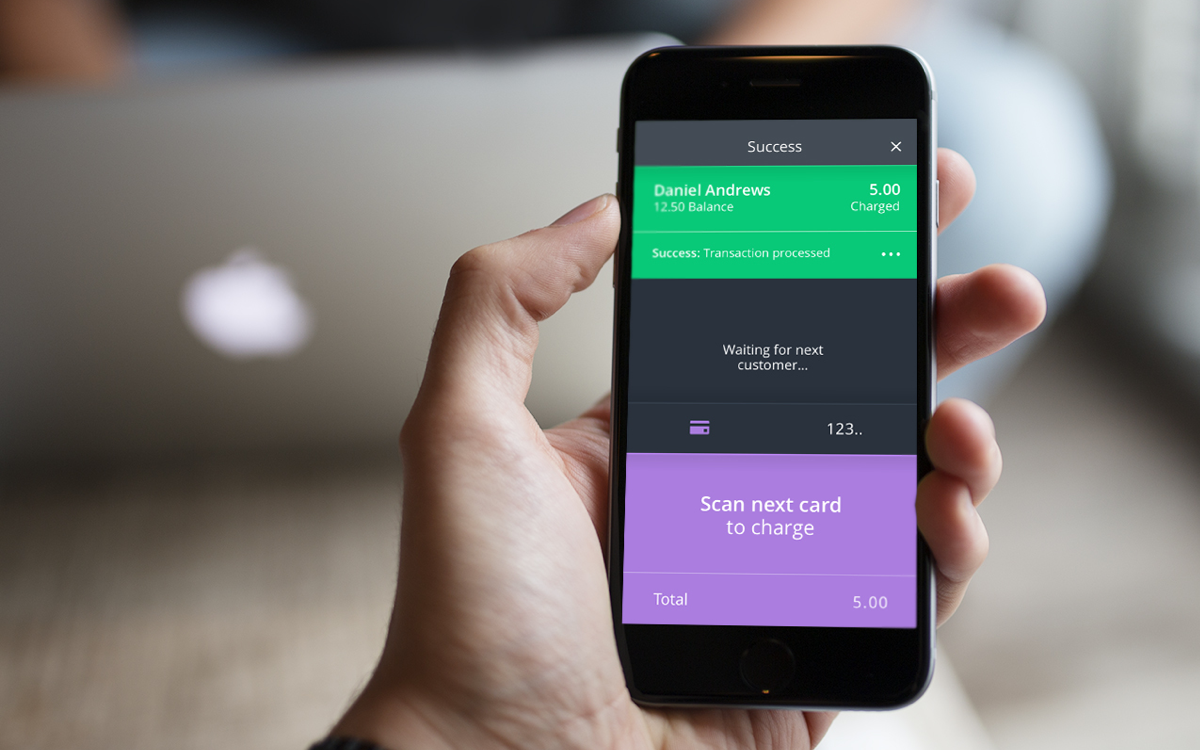 Success
Daniel Andrews 5.00
12.50 Balance Charged
Success: Transaction processed
Waiting for next
customer...
123..
Scan next card
to charge
Total 5.00